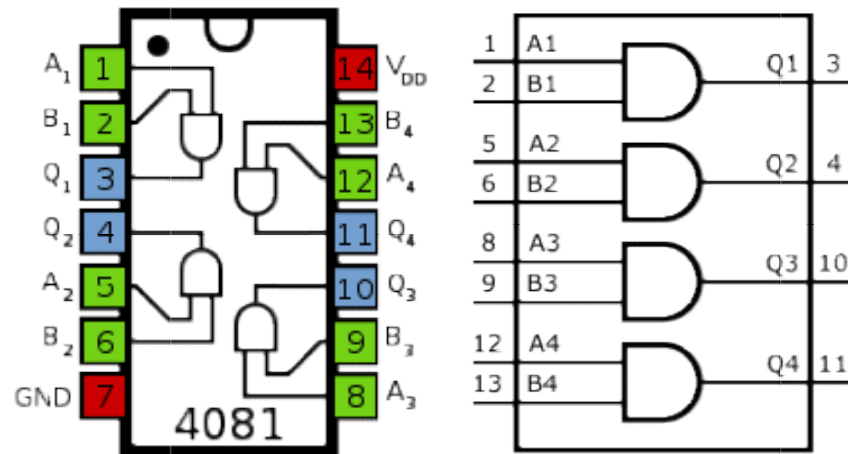 A1 1 14 VDD
B1 2 13 B4
Q1 3 12 A4
Q2 4 11 Q4
A2 5 10 Q3
B2 6 9 B3
GND 7 8 A3
4081
1 A1 Q1 3
2 B1
5 A2 Q2 4
6 B2
8 A3 Q3 10
9 B3
12 A4 Q4 11
13 B4